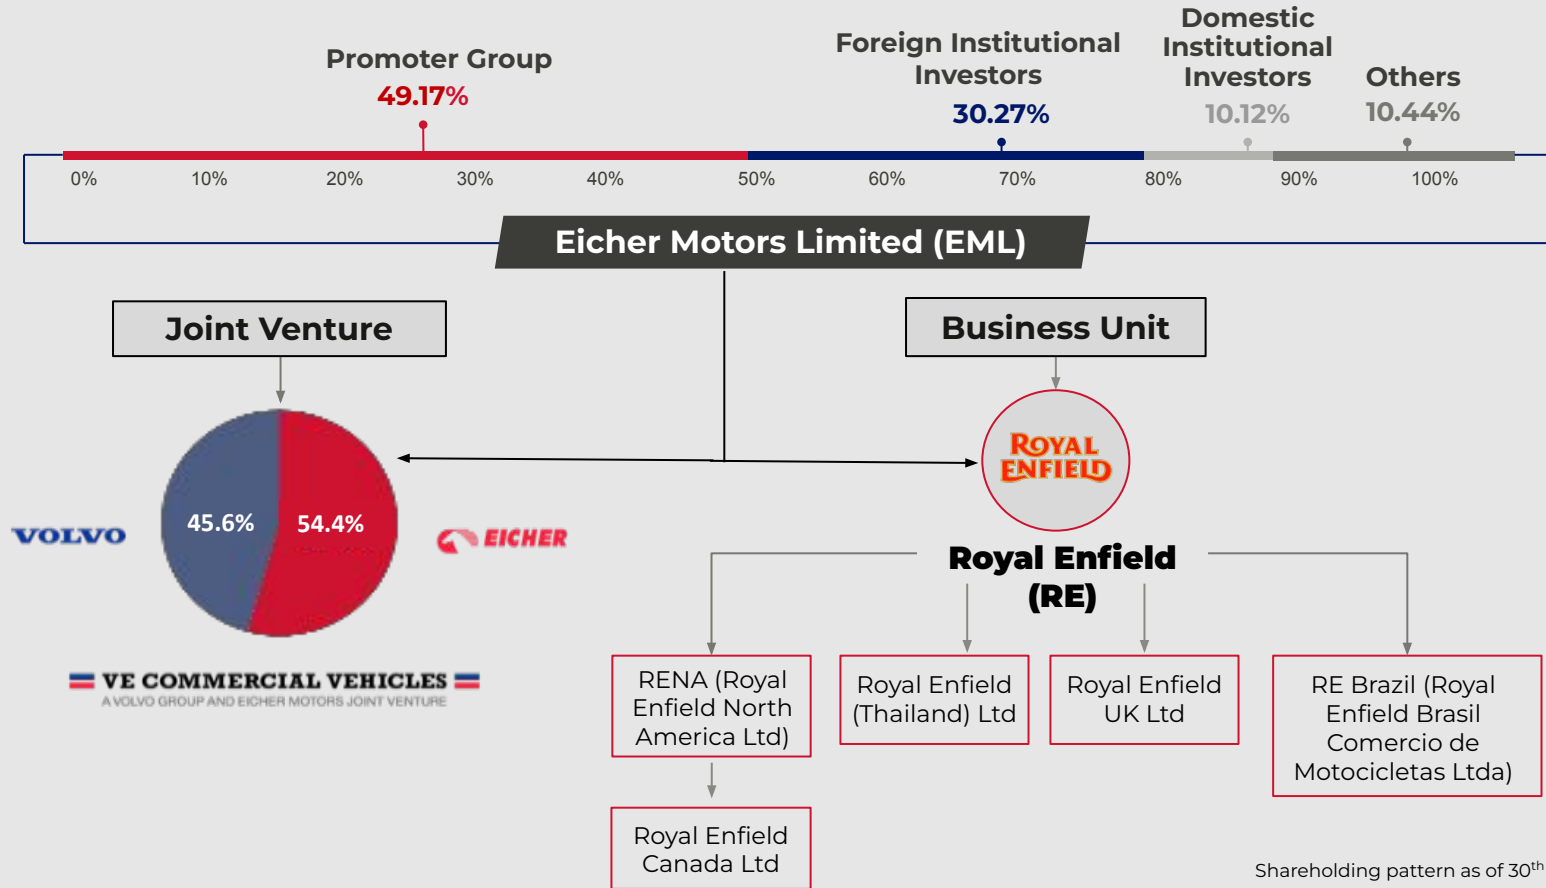 Promoter Group
49.17%
Foreign Institutional
Investors
30.27%
Domestic
Institutional
Investors
10.12%
Others
10.44%
0% 10% 20% 30% 40% 50% 60% 70% 80% 90% 100%
Eicher Motors Limited (EML)
Joint Venture
Business Unit
ROYAL
ENFIELD
VOLVO
45.6%
54.4%
EICHER
Royal Enfield
(RE)
VE COMMERCIAL VEHICLES
A VOLVO GROUP AND EICHER MOTORS JOINT VENTURE
RENA (Royal
Enfield North
America Ltd)
Royal Enfield
(Thailand) Ltd
Royal Enfield
UK Ltd
RE Brazil (Royal
Enfield Brasil
Comercio de
Motocicletas Ltda)
Royal Enfield
Canada Ltd
Shareholding pattern as of 30th